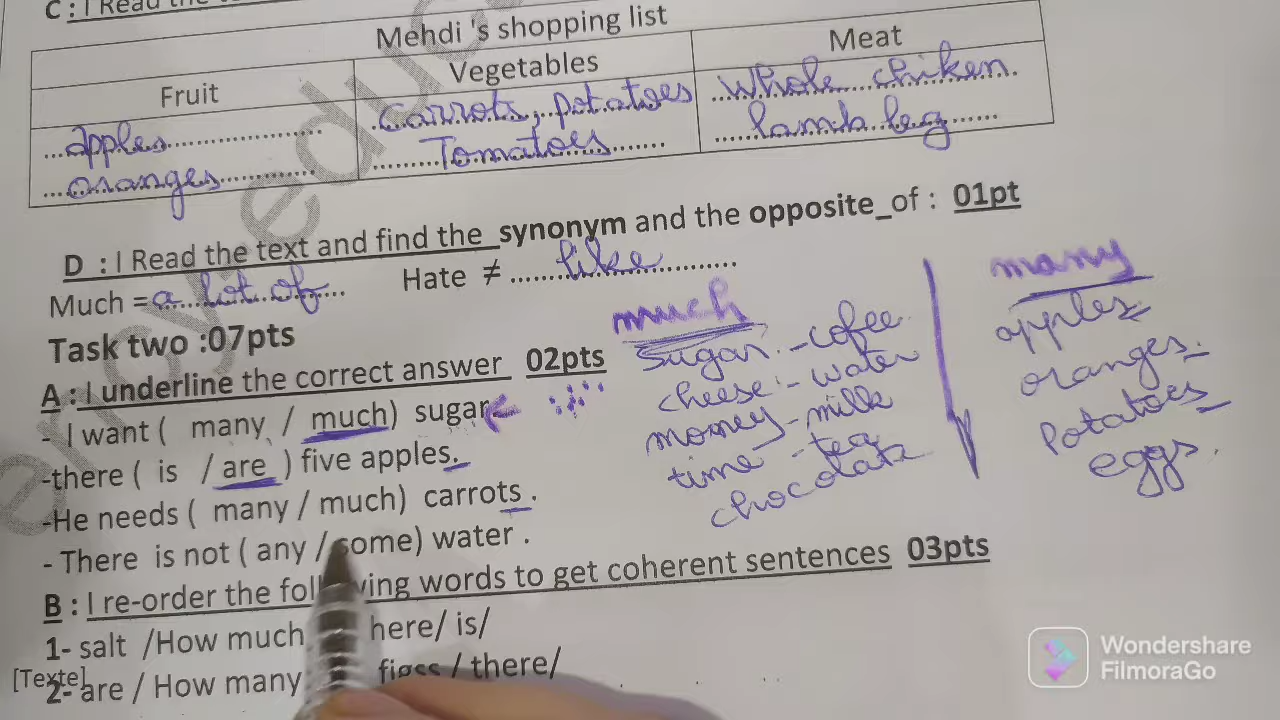 C : I Read the
Mehdi 's shopping list
Fruit
Vegetables
Meat
apples
oranges
Carrots, potatoes
Tomatoes
Whole chiken.
lamb leg
D : I Read the text and find the synonym and the opposite_of : 01pt
Much = a lot of Hate ≠ like
Task two :07pts
A : I underline the correct answer 02pts
- I want ( many / much) sugar
-there ( is / are ) five apples.
-He needs ( many / much) carrots .
- There is not ( any / some) water .
much
Sugar. - cofee
cheese - water
money - milk
time - tea
chocolate
many
apples
oranges
Potatoes
eggs.
B : I re-order the following words to get coherent sentences 03pts
1- salt /How much here/ is/
[Texte]
2- are / How many figss / there/
Wondershare
FilmoraGo